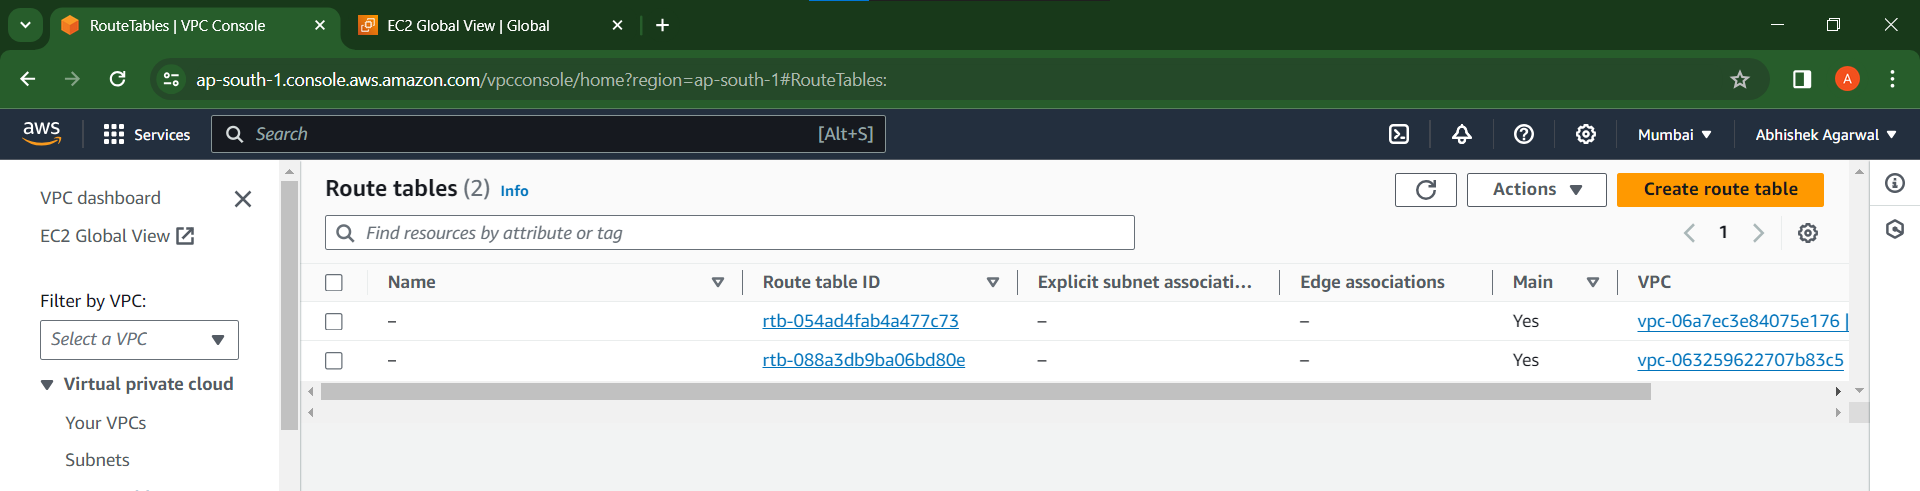 RouteTables | VPC Console
EC2 Global View | Global
ap-south-1.console.aws.amazon.com/vpcconsole/home?region=ap-south-1#RouteTables:
A
aws
Services
Search
[Alt+S]
Mumbai
Abhishek Agarwal
VPC dashboard
EC2 Global View
Filter by VPC:
Select a VPC
Virtual private cloud
Your VPCs
Subnets
Route tables (2) Info
Actions
Create route table
Find resources by attribute or tag
1
Name Route table ID Explicit subnet associati... Edge associations Main VPC
– rtb-054ad4fab4a477c73 – – Yes vpc-06a7ec3e84075e176 |
– rtb-088a3db9ba06bd80e – – Yes vpc-063259622707b83c5